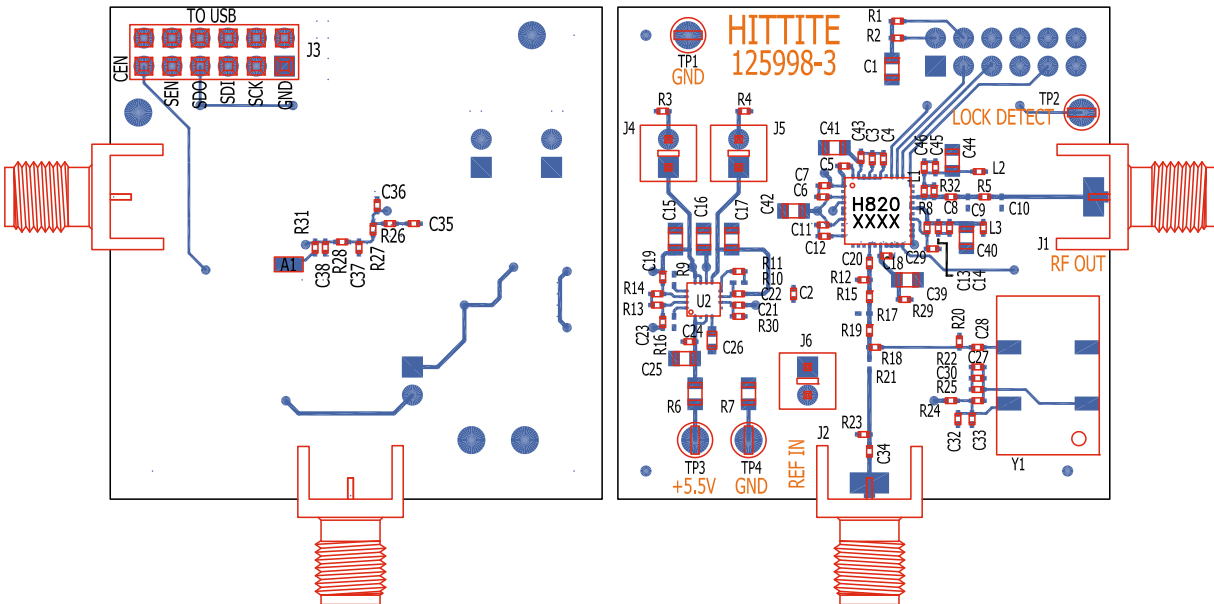 TO USB
J3
CEN
SEN
SDO
SDI
SCK
GND
C36
C35
R26
R31
A1
C38
R28
C37
R27
HITTITE
125998-3
TP1
GND
R1
R2
C1
TP2
LOCK DETECT
R3
R4
J4
J5
C41
C43
C3
C4
C5
C7
C6
C42
C11
C12
H820
XXXX
L1
C46
C45
C44
L2
R32
R5
R8
C8
C9
C10
L3
C40
C29
C13
C14
J1
RF OUT
C15
C16
C17
C19
R9
R11
R10
R14
R13
U2
C22
C21
R30
C23
R16
C24
C25
C26
C2
C20
R12
R15
C18
C39
R29
R17
R19
R18
R21
R20
C28
R22
C27
C30
R25
R24
C32
C33
Y1
J6
R6
R7
TP3
+5.5V
TP4
GND
REF IN
J2
R23
C34